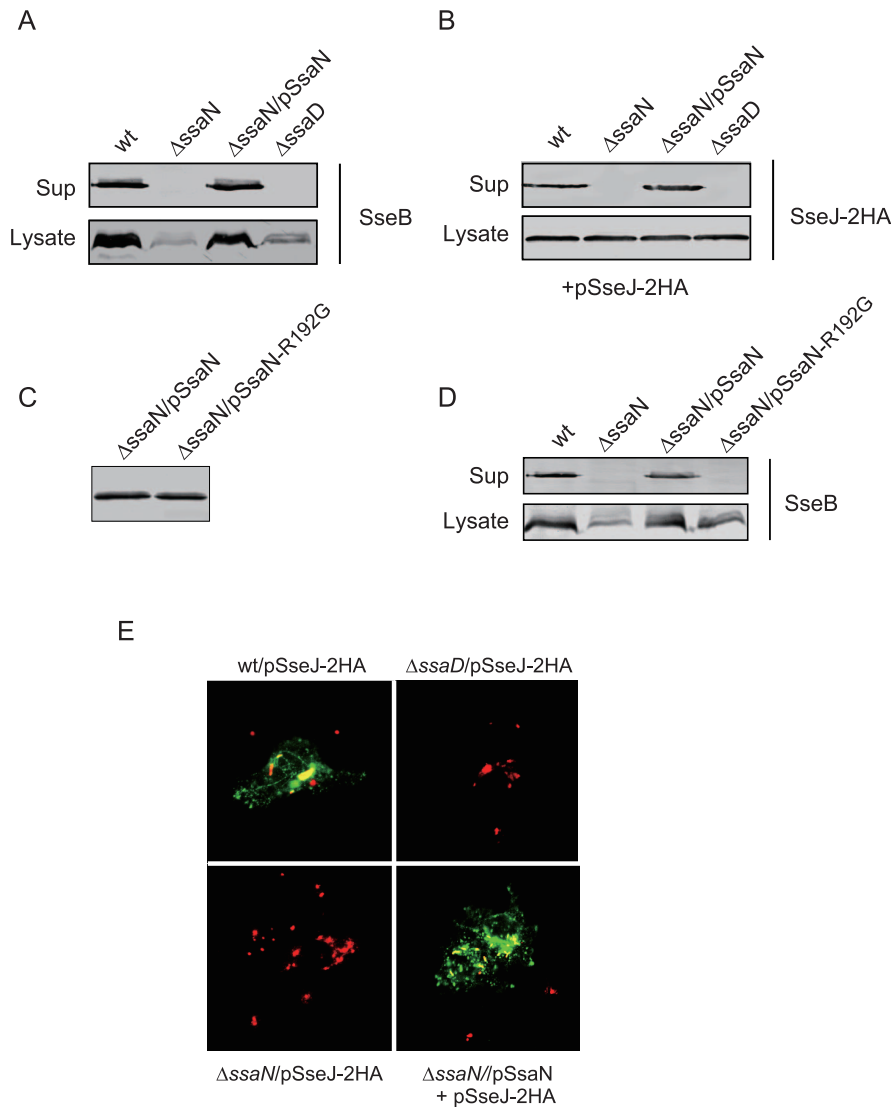 A
wt
ΔssaN
ΔssaN/pSsaN
ΔssaD
Sup
Lysate
SseB
B
wt
ΔssaN
ΔssaN/pSsaN
ΔssaD
Sup
Lysate
SseJ-2HA
+pSseJ-2HA
C
ΔssaN/pSsaN
ΔssaN/pSsaN-R192G
D
wt
ΔssaN
ΔssaN/pSsaN
ΔssaN/pSsaN-R192G
Sup
Lysate
SseB
E
wt/pSseJ-2HA
ΔssaD/pSseJ-2HA
ΔssaN/pSseJ-2HA
ΔssaN//pSsaN
+ pSseJ-2HA